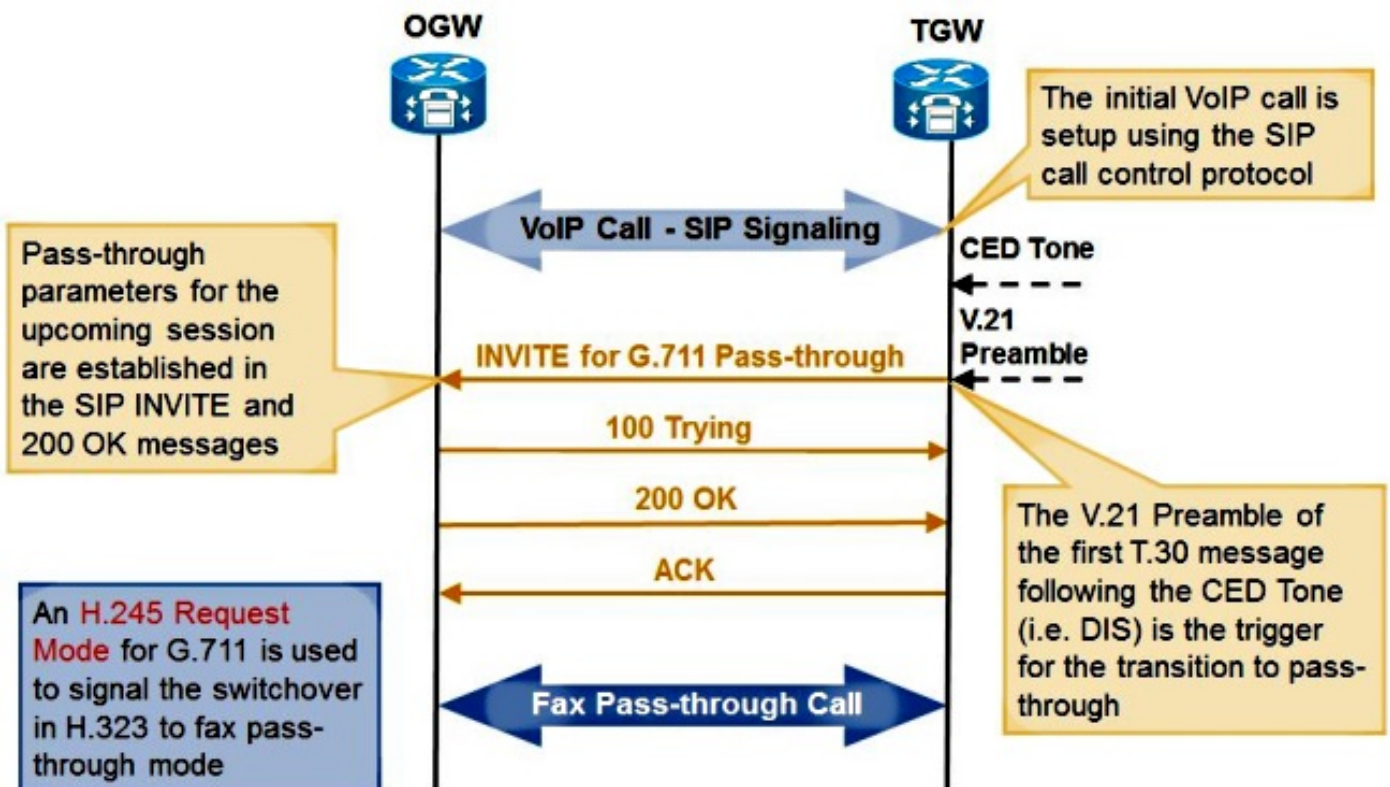 OGW
TGW
The initial VoIP call is
setup using the SIP
call control protocol
VoIP Call - SIP Signaling
CED Tone
Pass-through
parameters for the
upcoming session
are established in
the SIP INVITE and
200 OK messages
V.21
Preamble
INVITE for G.711 Pass-through
100 Trying
200 OK
ACK
The V.21 Preamble of
the first T.30 message
following the CED Tone
(i.e. DIS) is the trigger
for the transition to pass-
through
An H.245 Request
Mode for G.711 is used
to signal the switchover
in H.323 to fax pass-
through mode
Fax Pass-through Call